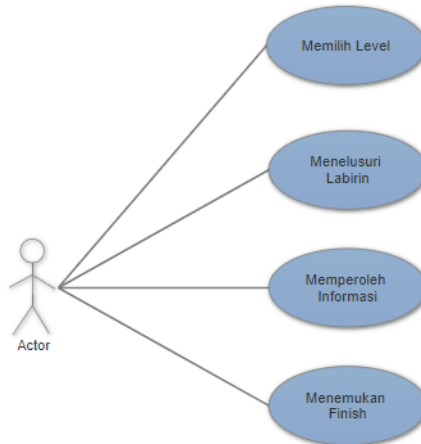 Memilih Level
Menelusuri
Labirin
Memperoleh
Informasi
Actor
Menemukan
Finish